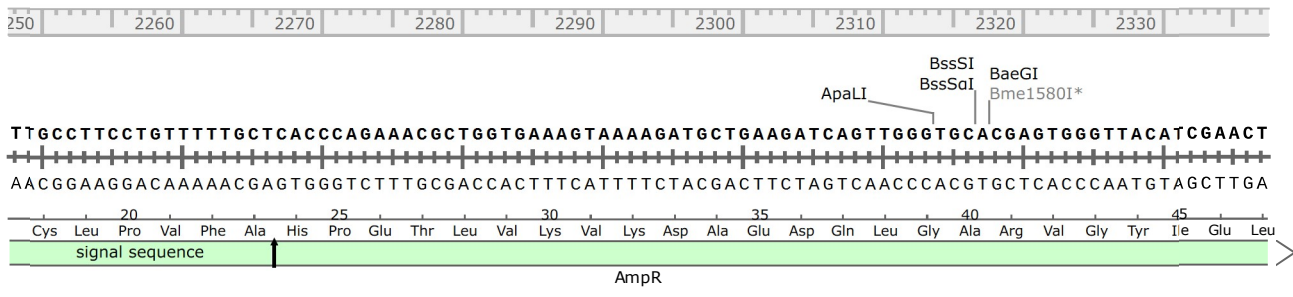 250 2260 2270 2280 2290 2300 2310 2320 2330
BssSI
BaeGI
BssSαI
ApaLI Bme1580I*
TTGCCTTCCTGTTTTTGCTCACCCAGAAACGCTGGTGAAAGTAAAAGATGCTGAAGATCAGTTGGGTGCACGAGTGGGTTACATCGAACT
AACGGAAGGACAAAAACGAGTGGGTCTTTGCGACCACTTTCATTTTCTACGACTTCTAGTCAACCCACGTGCTCACCCAATGTAGCTTGA
20 25 30 35 40 45
Cys Leu Pro Val Phe Ala His Pro Glu Thr Leu Val Lys Val Lys Asp Ala Glu Asp Gln Leu Gly Ala Arg Val Gly Tyr Ile Glu Leu
signal sequence
AmpR